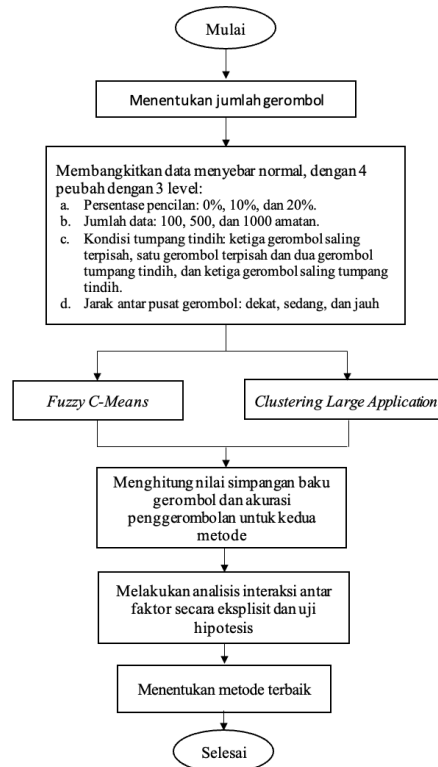 Mulai
Menentukan jumlah gerombol
Membangkitkan data menyebar normal, dengan 4
peubah dengan 3 level:
a. Persentase pencilan: 0%, 10%, dan 20%.
b. Jumlah data: 100, 500, dan 1000 amatan.
c. Kondisi tumpang tindih: ketiga gerombol saling
terpisah, satu gerombol terpisah dan dua gerombol
tumpang tindih, dan ketiga gerombol saling tumpang
tindih.
d. Jarak antar pusat gerombol: dekat, sedang, dan jauh
Fuzzy C-Means
Clustering Large Application
Menghitung nilai simpangan baku
gerombol dan akurasi
penggerombolan untuk kedua
metode
Melakukan analisis interaksi antar
faktor secara eksplisit dan uji
hipotesis
Menentukan metode terbaik
Selesai